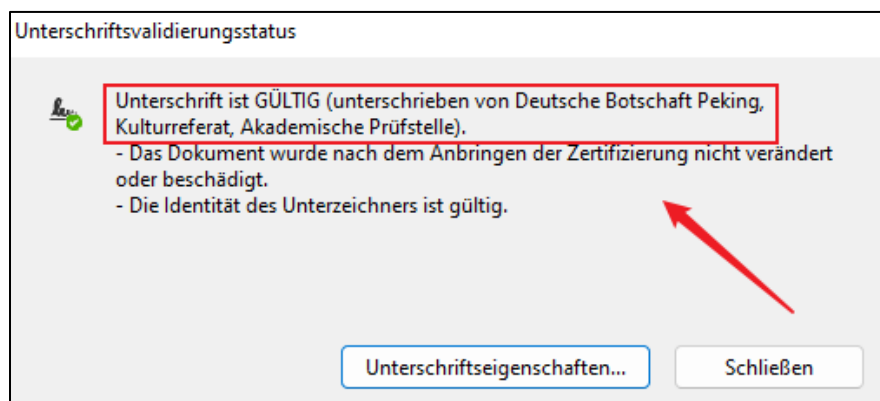 Unterschriftsvalidierungsstatus
Unterschrift ist GÜLTIG (unterschrieben von Deutsche Botschaft Peking,
Kulturreferat, Akademische Prüfstelle).
- Das Dokument wurde nach dem Anbringen der Zertifizierung nicht verändert
oder beschädigt.
- Die Identität des Unterzeichners ist gültig.
Unterschriftseigenschaften...
Schließen